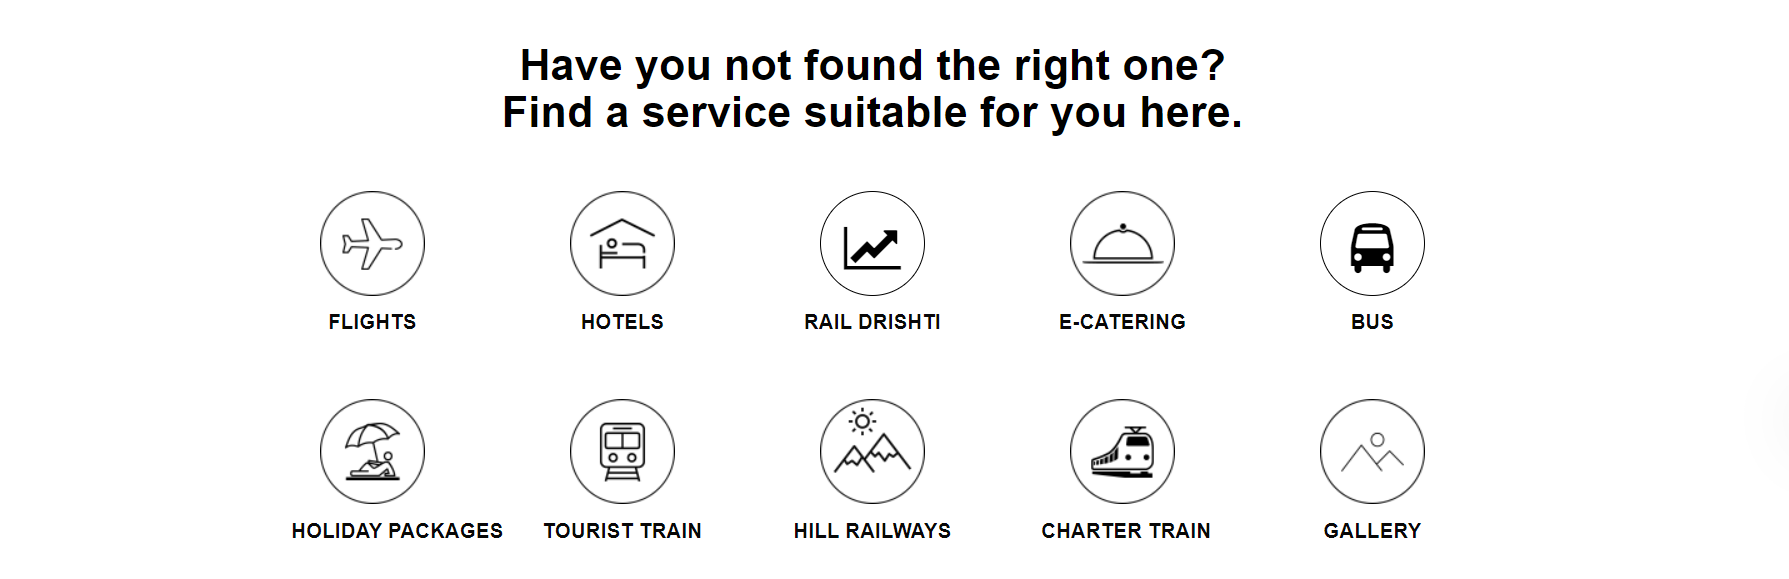 Have you not found the right one?
Find a service suitable for you here.
FLIGHTS
HOTELS
RAIL DRISHTI
E-CATERING
BUS
HOLIDAY PACKAGES
TOURIST TRAIN
HILL RAILWAYS
CHARTER TRAIN
GALLERY